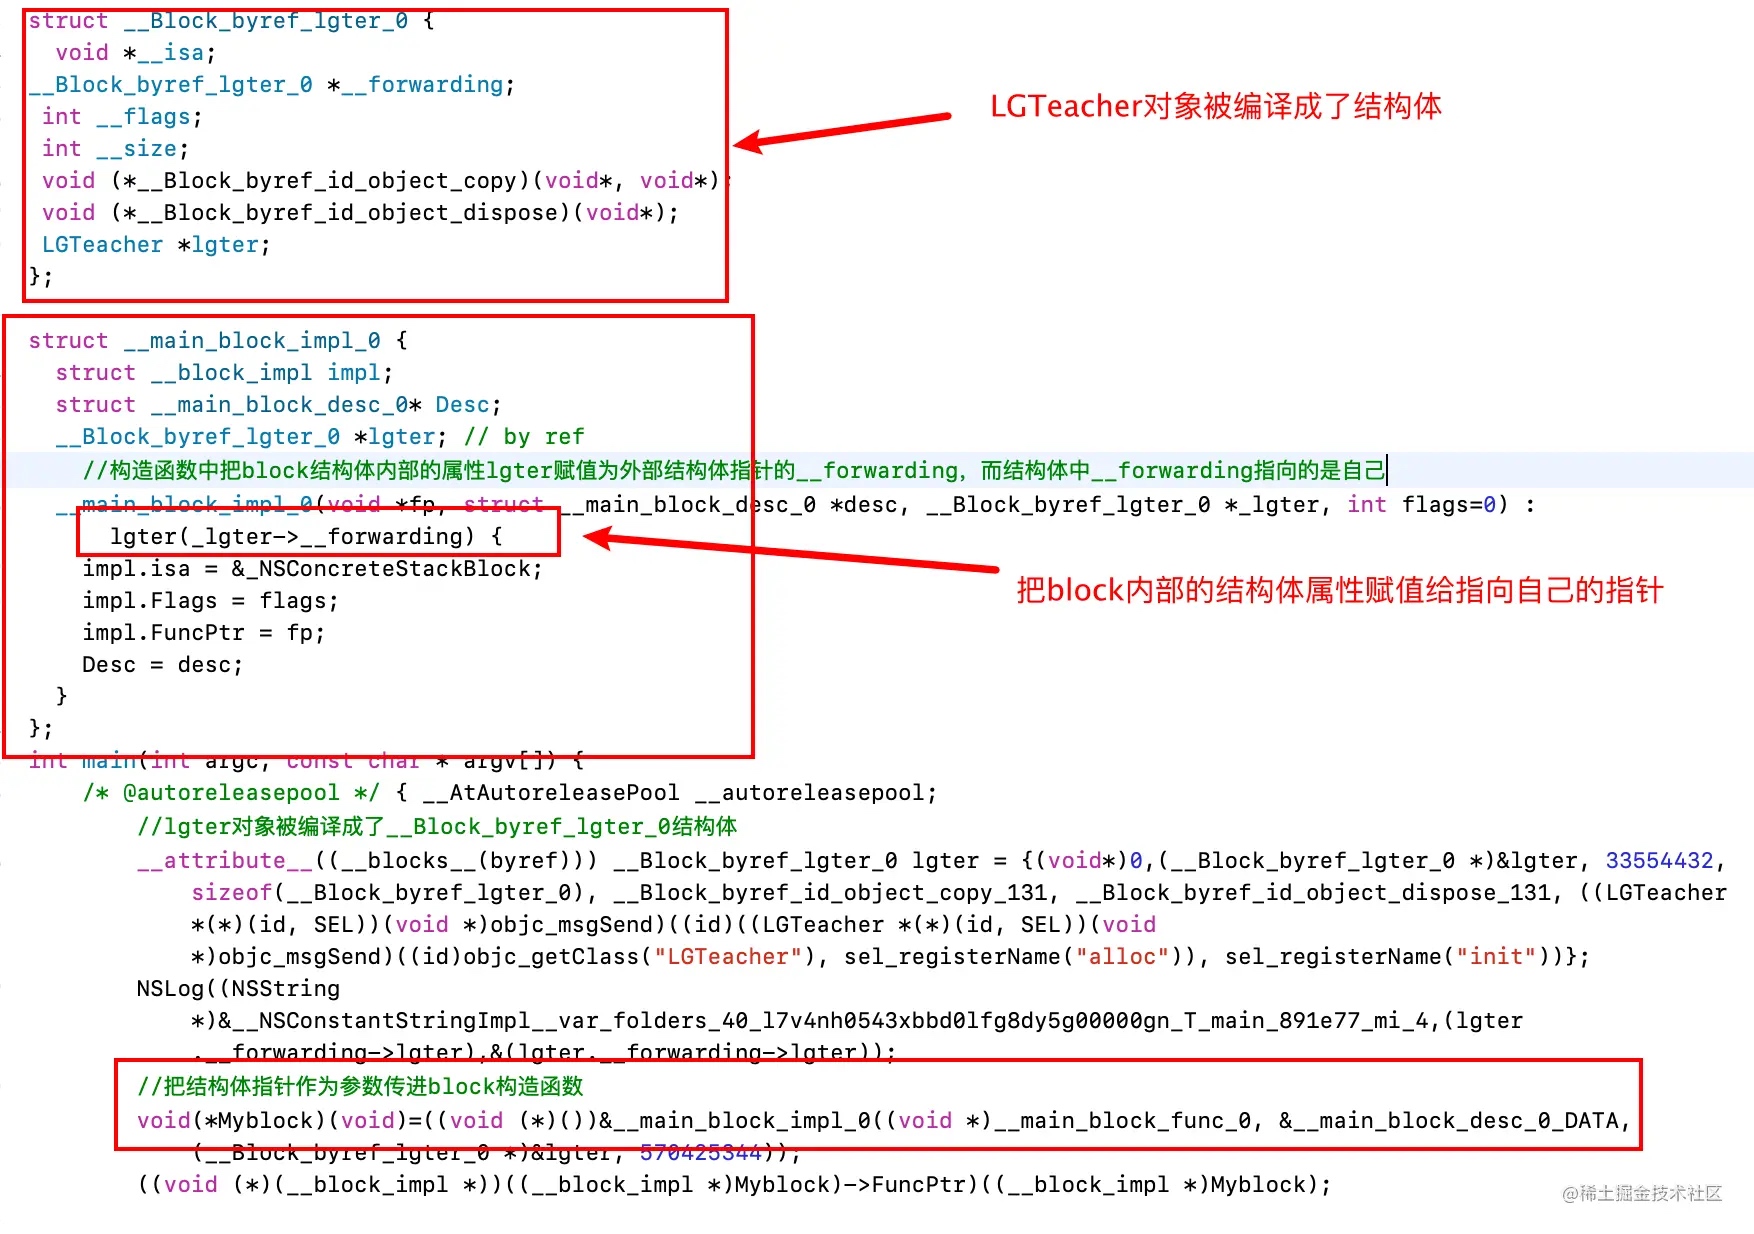 struct __Block_byref_lgter_0 {
void *__isa;
__Block_byref_lgter_0 *__forwarding;
int __flags;
int __size;
void (*__Block_byref_id_object_copy)(void*, void*);
void (*__Block_byref_id_object_dispose)(void*);
LGTeacher *lgter;
};
LGTeacher对象被编译成了结构体
struct __main_block_impl_0 {
struct __block_impl impl;
struct __main_block_desc_0* Desc;
__Block_byref_lgter_0 *lgter; // by ref
//构造函数中把block结构体内部的属性lgter赋值为外部结构体指针的__forwarding，而结构体中__forwarding指向的是自己
__main_block_impl_0(void *fp, struct __main_block_desc_0 *desc, __Block_byref_lgter_0 *_lgter, int flags=0) :
lgter(_lgter->__forwarding) {
impl.isa = &_NSConcreteStackBlock;
impl.Flags = flags;
impl.FuncPtr = fp;
Desc = desc;
}
};
把block内部的结构体属性赋值给指向自己的指针
int main(int argc, const char * argv[]) {
/* @autoreleasepool */ { __AtAutoreleasePool __autoreleasepool;
//lgter对象被编译成了__Block_byref_lgter_0结构体
__attribute__((__blocks__(byref))) __Block_byref_lgter_0 lgter = {(void*)0,(__Block_byref_lgter_0 *)&lgter, 33554432,
sizeof(__Block_byref_lgter_0), __Block_byref_id_object_copy_131, __Block_byref_id_object_dispose_131, ((LGTeacher
*(*)(id, SEL))(void *)objc_msgSend)((id)((LGTeacher *(*)(id, SEL))(void
*)objc_msgSend)((id)objc_getClass("LGTeacher"), sel_registerName("alloc")), sel_registerName("init"))};
NSLog((NSString
*)&__NSConstantStringImpl__var_folders_40_l7v4nh0543xbbd0lfg8dy5g00000gn_T_main_891e77_mi_4,(lgter
.__forwarding->lgter),&(lgter.__forwarding->lgter));
//把结构体指针作为参数传进block构造函数
void(*Myblock)(void)=((void (*)())&__main_block_impl_0((void *)__main_block_func_0, &__main_block_desc_0_DATA,
(__Block_byref_lgter_0 *)&lgter, 570425344));
((void (*)(__block_impl *))((__block_impl *)Myblock)->FuncPtr)((__block_impl *)Myblock);
@稀土掘金技术社区